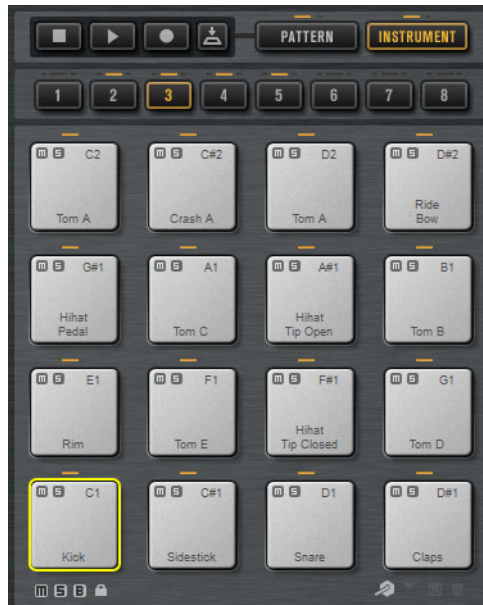 PATTERN INSTRUMENT
1 2 3 4 5 6 7 8
M S C2 M S C#2 M S D2 M S D#2
Tom A Crash A Tom A Ride
Bow
M S G#1 M S A1 M S A#1 M S B1
Hihat
Pedal Tom C Hihat
Tip Open Tom B
M S E1 M S F1 M S F#1 M S G1
Rim Tom E Hihat
Tip Closed Tom D
M S C1 M S C#1 M S D1 M S D#1
Kick Sidestick Snare Claps
M S B